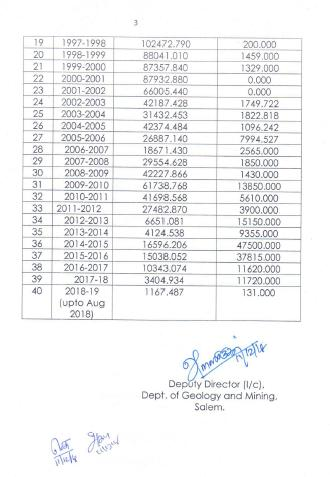 3
19 1997-1998 102472.790 200.000
20 1998-1999 88041.010 1459.000
21 1999-2000 87357.840 1329.000
22 2000-2001 87932.880 0.000
23 2001-2002 66005.440 0.000
24 2002-2003 42187.428 1749.722
25 2003-2004 31432.453 1822.818
26 2004-2005 42374.484 1096.242
27 2005-2006 26887.140 7994.527
28 2006-2007 18671.430 2565.000
29 2007-2008 29554.628 1850.000
30 2008-2009 42227.866 1430.000
31 2009-2010 61738.768 13850.000
32 2010-2011 41698.568 5610.000
33 2011-2012 27482.870 3900.000
34 2012-2013 6651.081 15150.000
35 2013-2014 4124.538 9355.000
36 2014-2015 16596.206 47500.000
37 2015-2016 15038.052 37815.000
38 2016-2017 10343.074 11620.000
39 2017-18 3404.934 11720.000
40 2018-19 1167.487 131.000
(upto Aug
2018)
Deputy Director (I/c),
Dept. of Geology and Mining,
Salem.